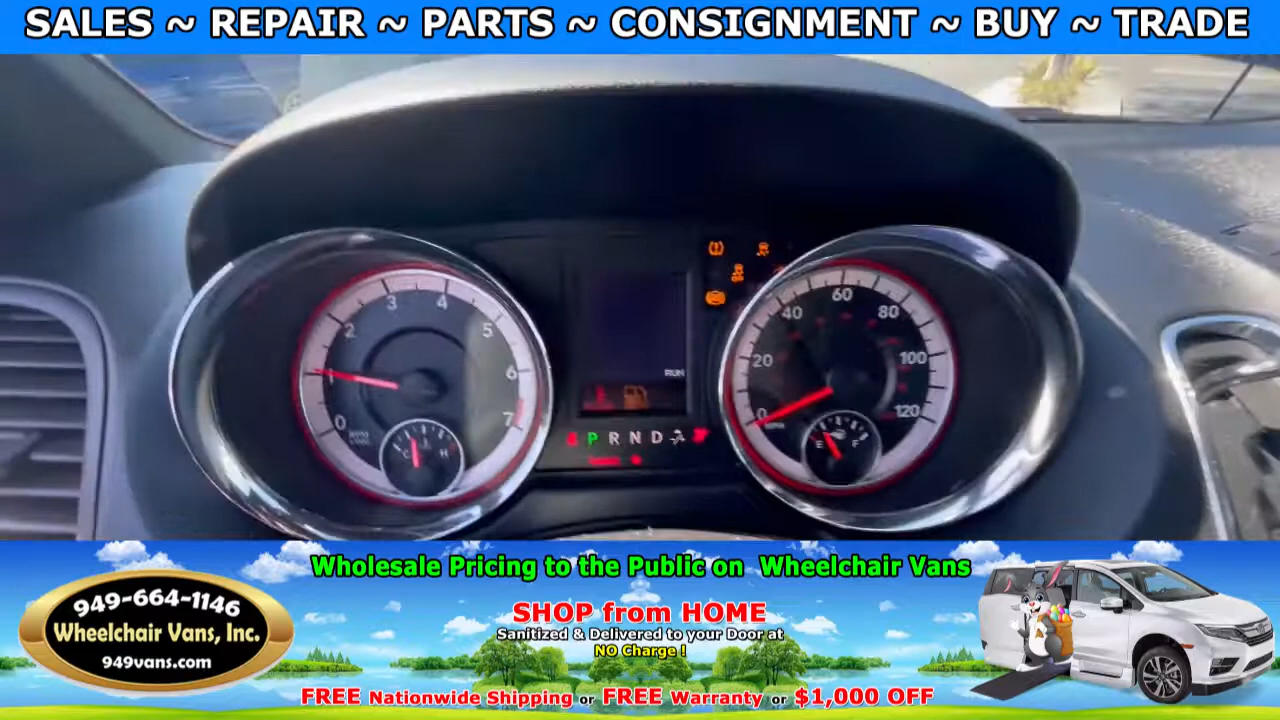 SALES ~ REPAIR ~ PARTS ~ CONSIGNMENT ~ BUY ~ TRADE
0
1
2
3
4
5
6
7
C
H
RUN
P R N D
0
20
40
60
80
100
120
MPH
E
F
949-664-1146
Wheelchair Vans, Inc.
949vans.com
Wholesale Pricing to the Public on Wheelchair Vans
SHOP from HOME
Sanitized & Delivered to your Door at
NO Charge !
FREE Nationwide Shipping or FREE Warranty or $1,000 OFF